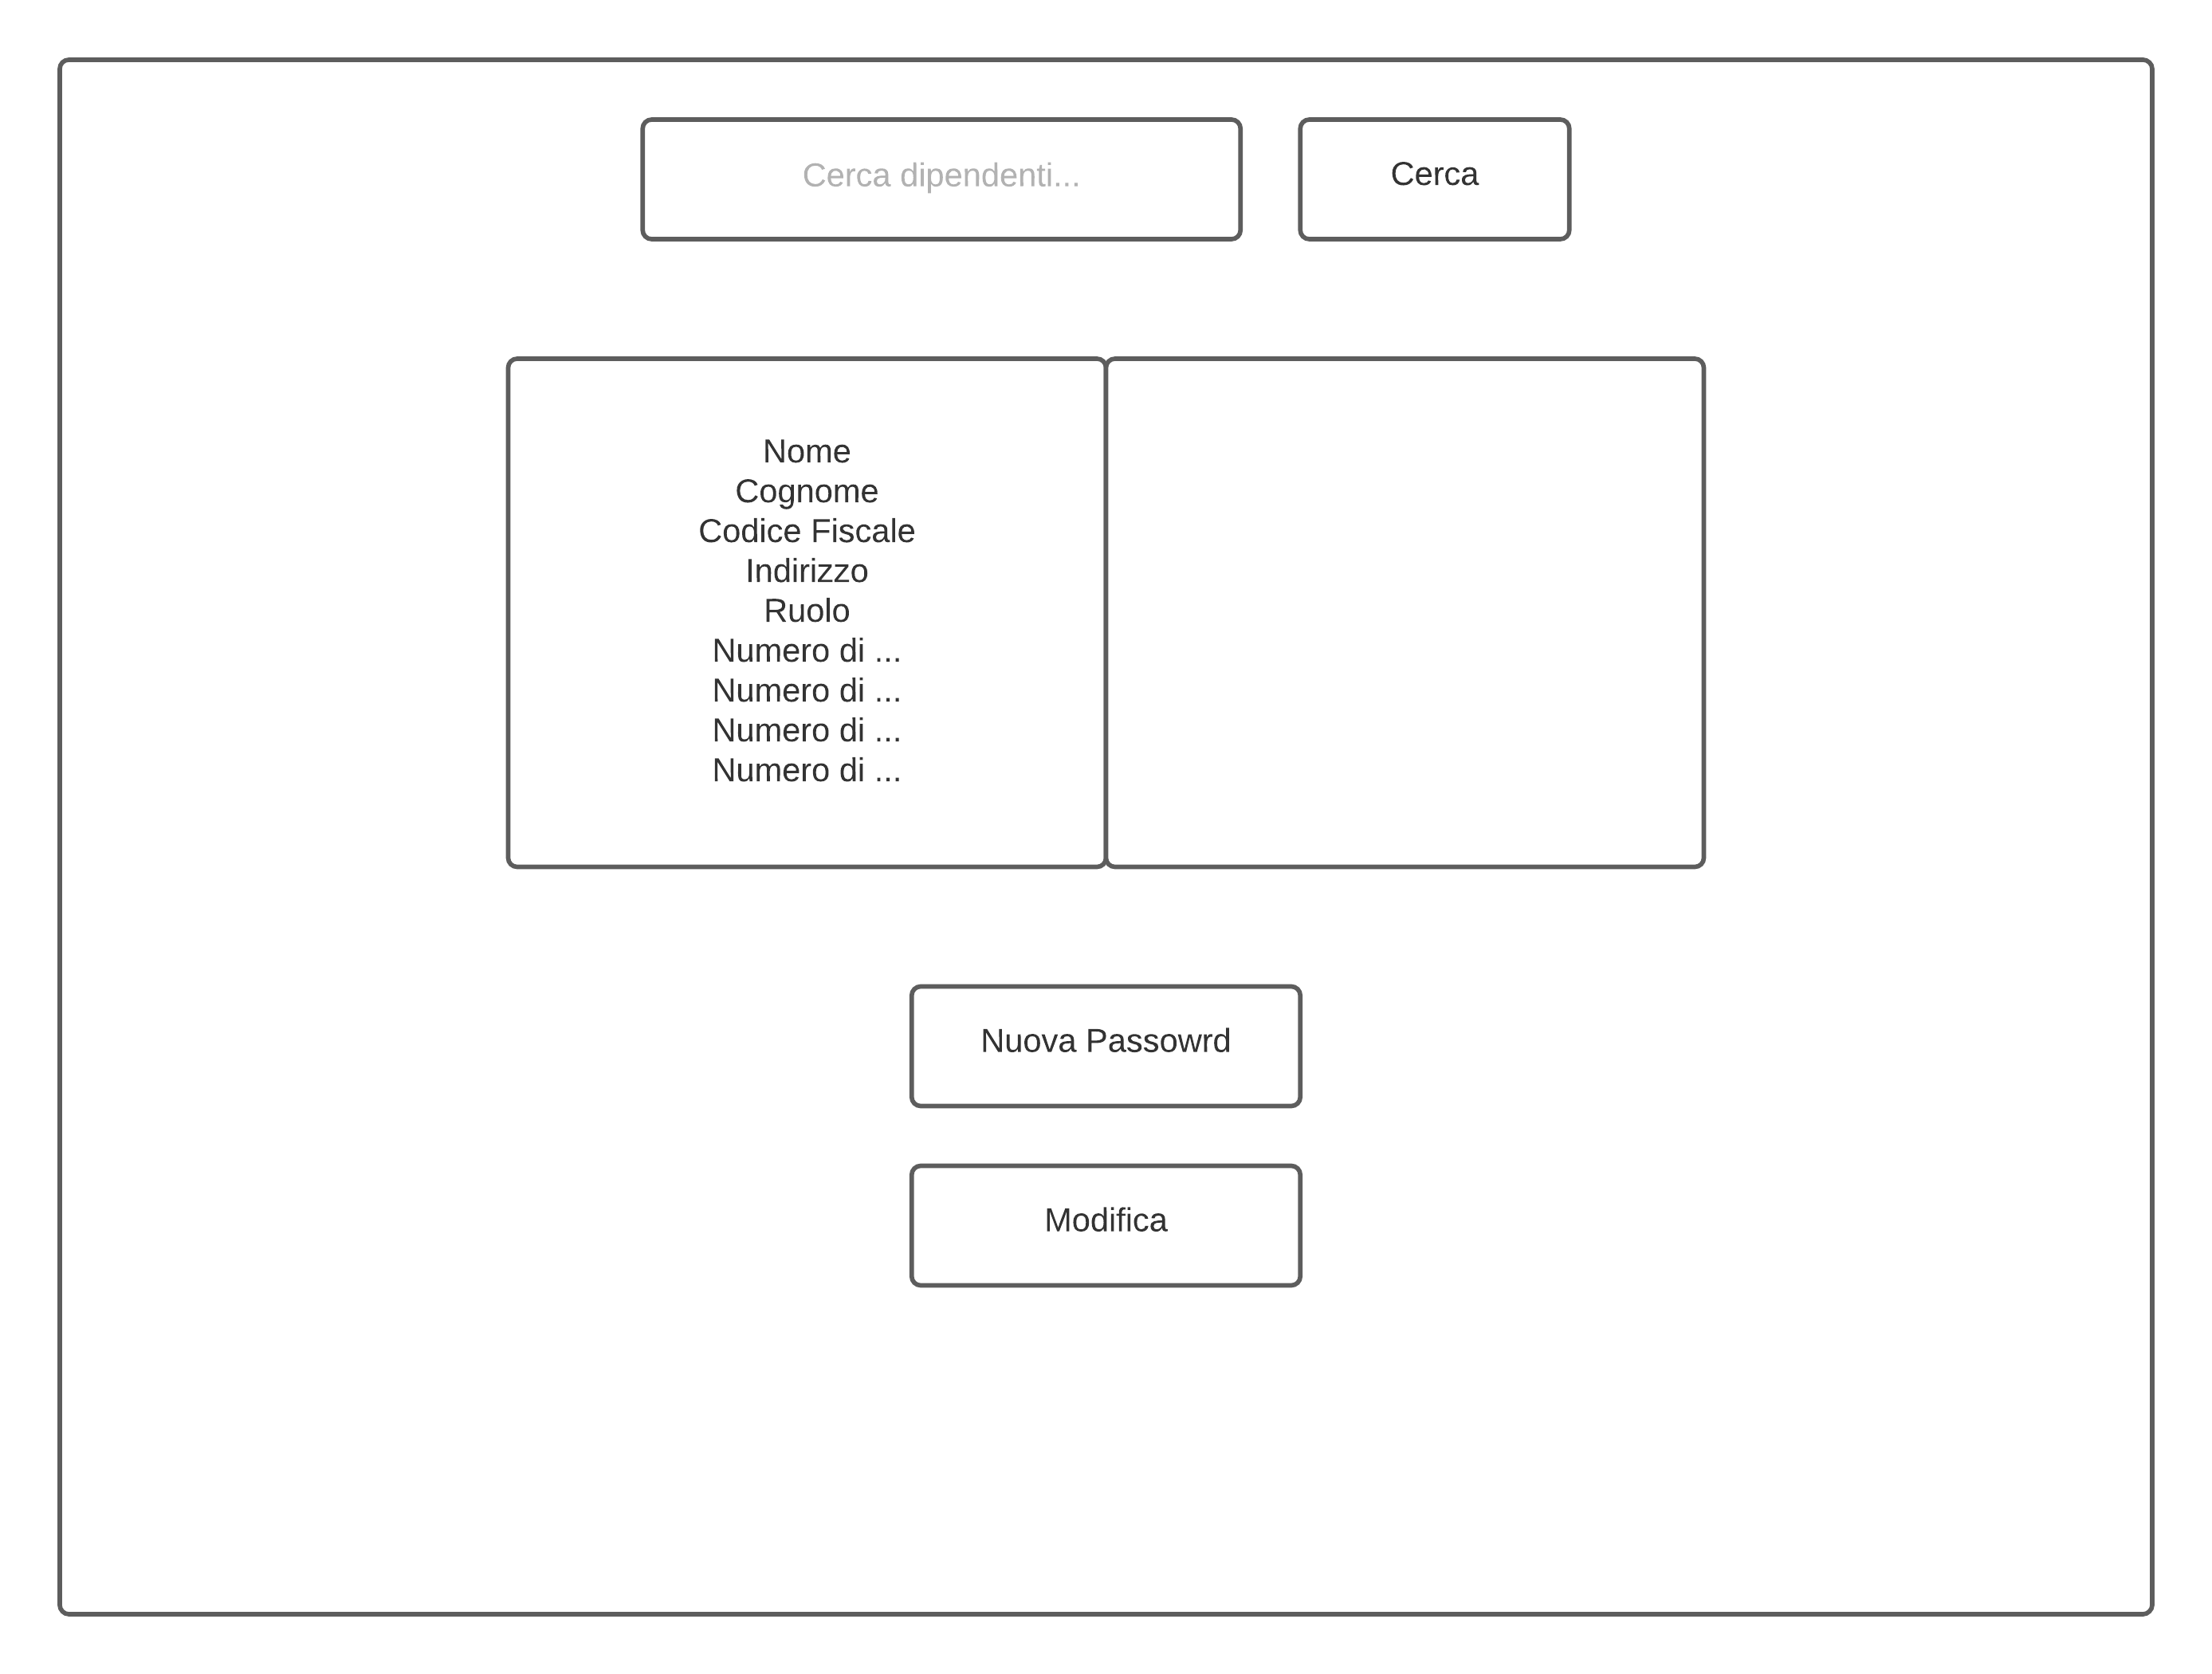 Cerca dipendenti...
Cerca
Nome
Cognome
Codice Fiscale
Indirizzo
Ruolo
Numero di ...
Numero di ...
Numero di ...
Numero di ...
Nuova Passowrd
Modifica